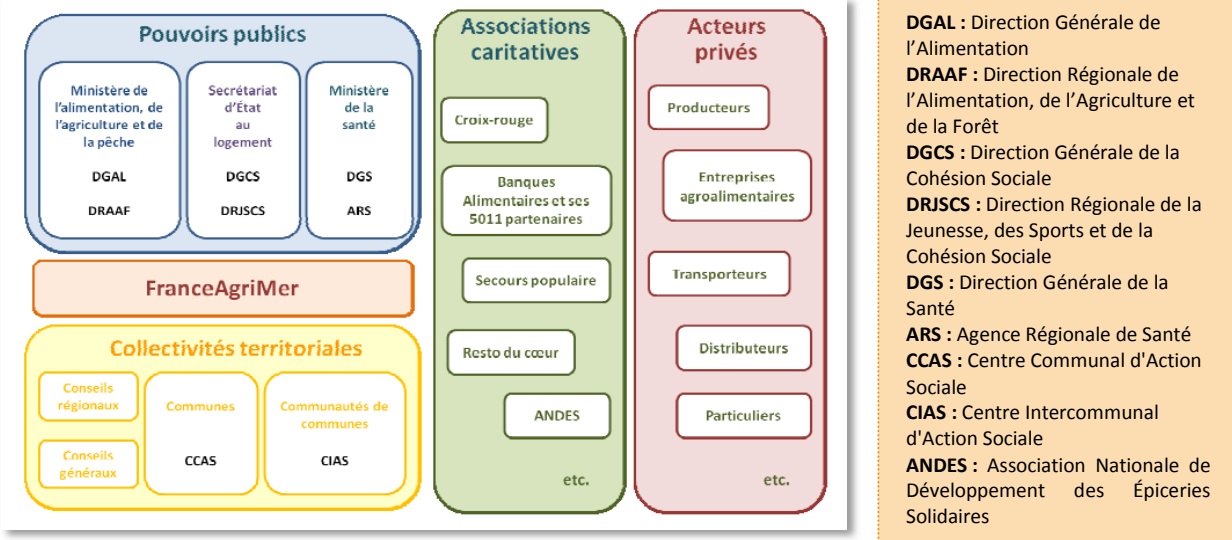 Pouvoirs publics
Ministère de
l'alimentation, de
l'agriculture et de
la pêche
DGAL
DRAAF
Secrétariat
d'État
au
logement
DGCS
DRJSCS
Ministère
de la
santé
DGS
ARS
FranceAgriMer
Collectivités territoriales
Conseils
régionaux
Conseils
généraux
Communes
CCAS
Communautés de
communes
CIAS
Associations
caritatives
Croix-rouge
Banques
Alimentaires et ses
5011 partenaires
Secours populaire
Resto du cœur
ANDES
etc.
Acteurs
privés
Producteurs
Entreprises
agroalimentaires
Transporteurs
Distributeurs
Particuliers
etc.
DGAL : Direction Générale de
l’Alimentation
DRAAF : Direction Régionale de
l’Alimentation, de l’Agriculture et
de la Forêt
DGCS : Direction Générale de la
Cohésion Sociale
DRJSCS : Direction Régionale de la
Jeunesse, des Sports et de la
Cohésion Sociale
DGS : Direction Générale de la
Santé
ARS : Agence Régionale de Santé
CCAS : Centre Communal d'Action
Sociale
CIAS : Centre Intercommunal
d'Action Sociale
ANDES : Association Nationale de
Développement des Épiceries
Solidaires